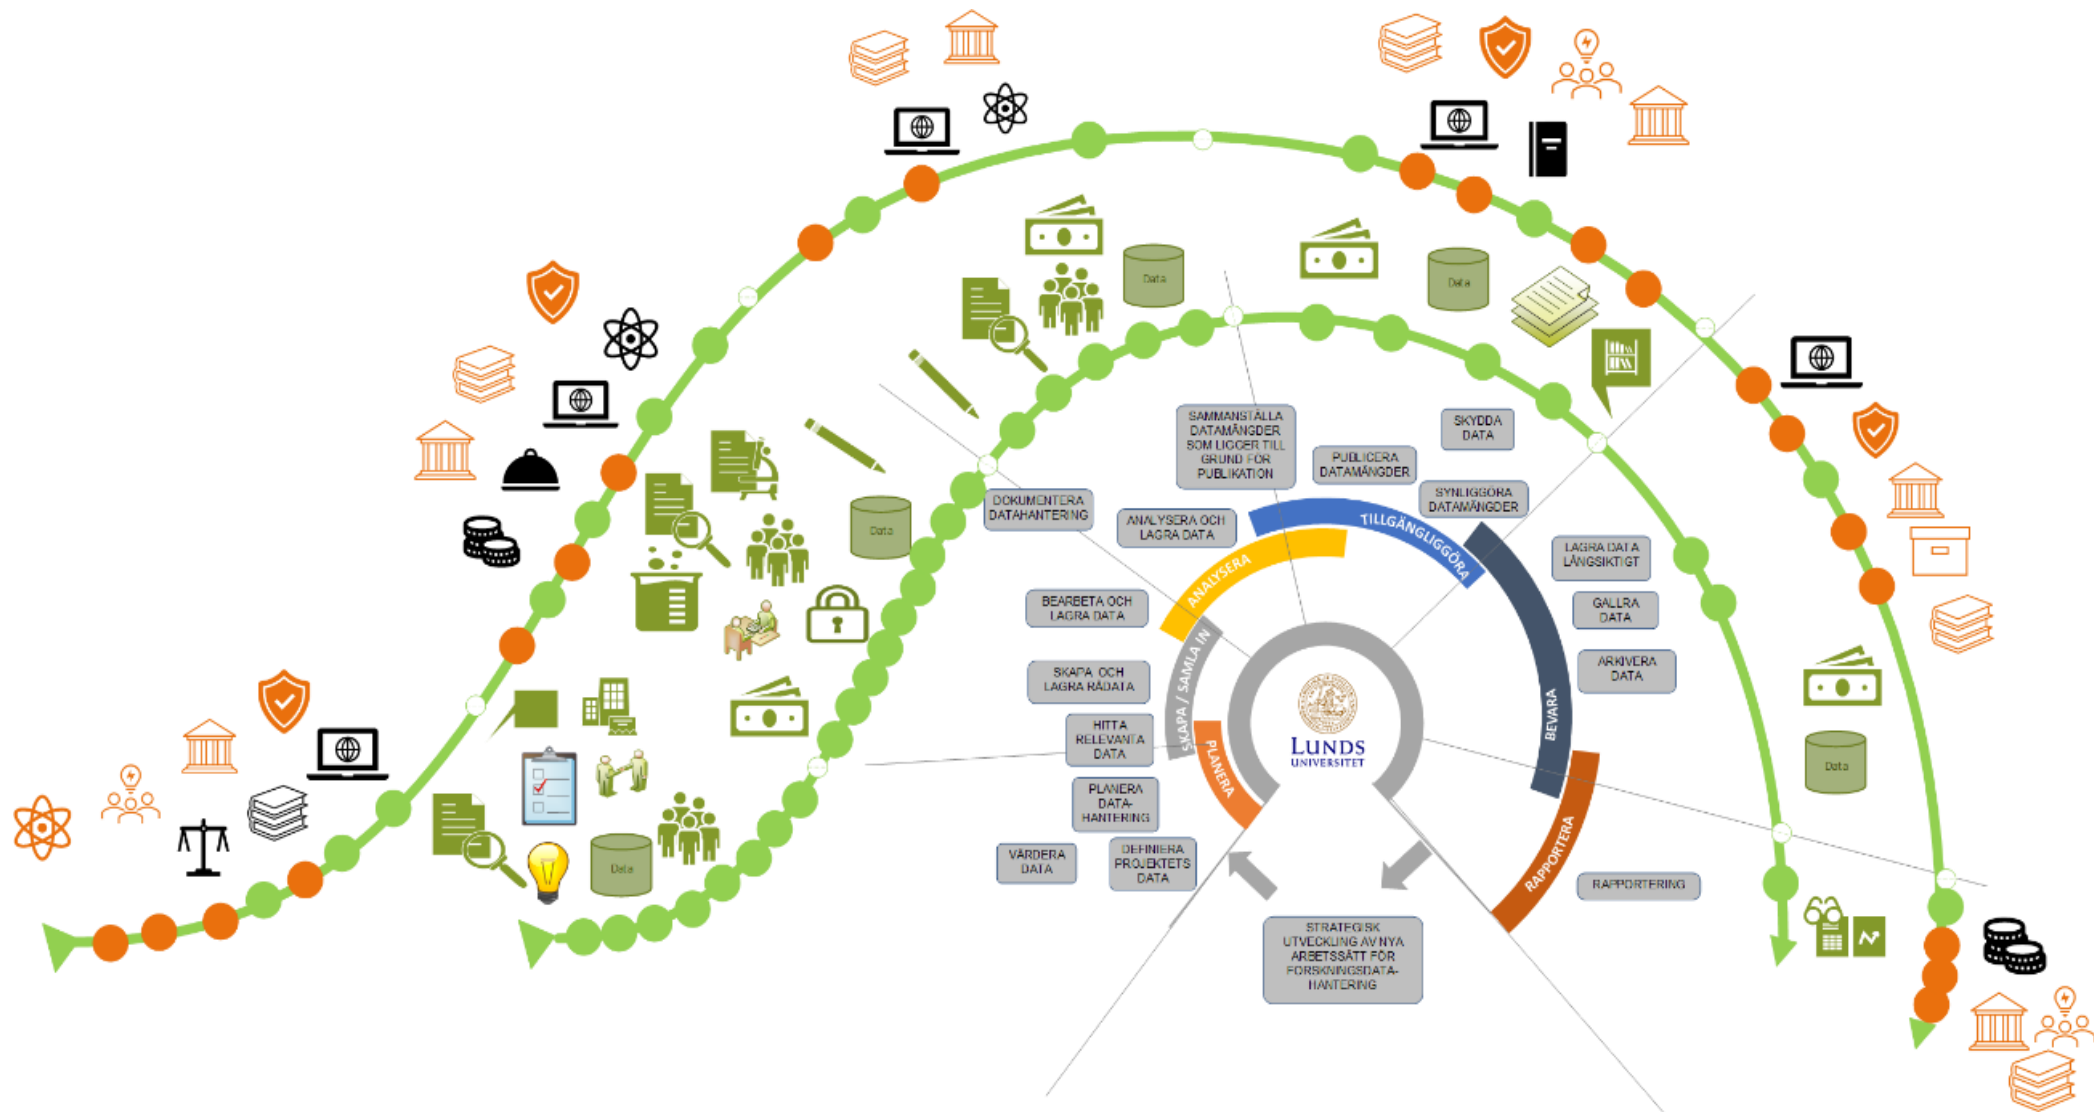 SAMMANSTÄLLA
DATAMÄNGDER
SOM LIGGER TILL
GRUND FÖR
PUBLIKATION
SKYDDA
DATA
PUBLICERA
DATAMÄNGDER
SYNLIGGÖRA
DATAMÄNGDER
DOKUMENTERA
DATAHANTERING
ANALYSERA OCH
LAGRA DATA
BEARBETA OCH
LAGRA DATA
SKAPA OCH
LAGRA RÅDATA
HITTA
RELEVANTA
DATA
PLANERA
DATA-
HANTERING
VÄRDERA
DATA
DEFINIERA
PROJEKTETS
DATA
LAGRA DATA
LÅNGSIKTIGT
GALLRA
DATA
ARKIVERA
DATA
RAPPORTERING
STRATEGISK
UTVECKLING AV NYA
ARBETSSÄTT FÖR
FORSKNINGSDATA-
HANTERING
PLANERA
SKAPA / SAMLA IN
ANALYSERA
TILLGÄNGLIGGÖRA
BEVARA
RAPPORTERA
LUNDS
UNIVERSITET
Data
Data
Data
Data
Data